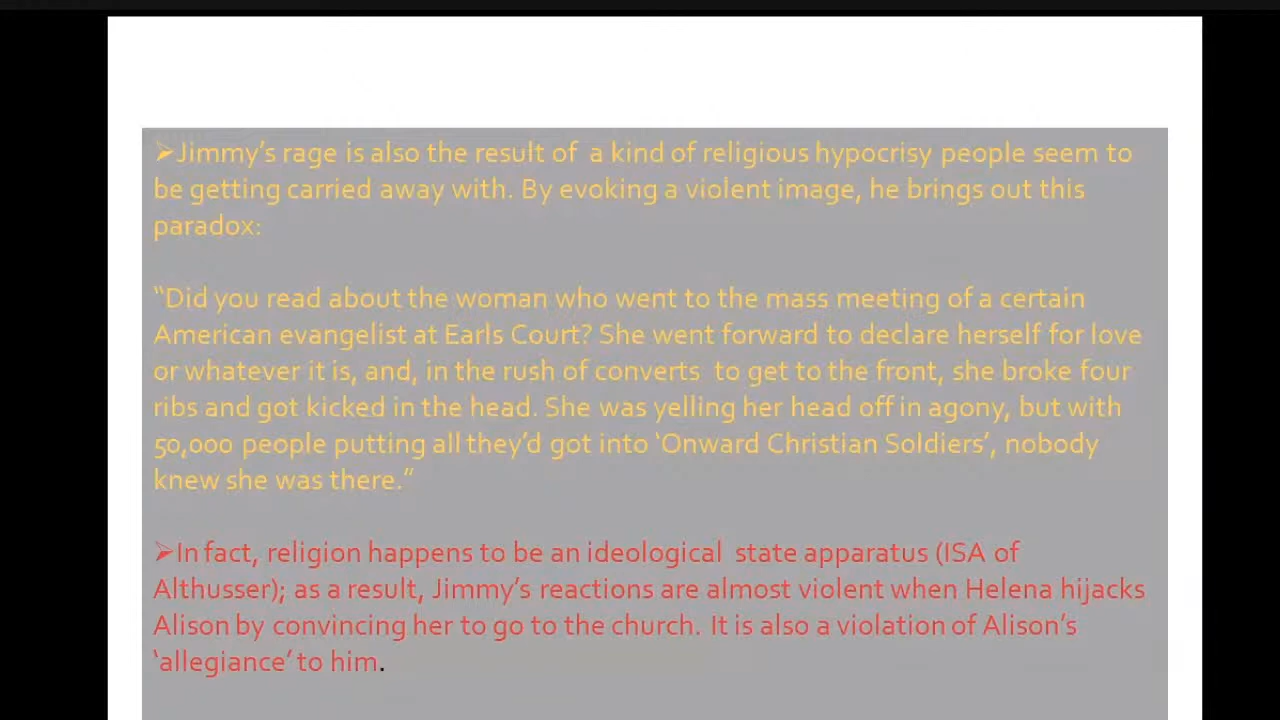 ➢Jimmy’s rage is also the result of a kind of religious hypocrisy people seem to
be getting carried away with. By evoking a violent image, he brings out this
paradox:
“Did you read about the woman who went to the mass meeting of a certain
American evangelist at Earls Court? She went forward to declare herself for love
or whatever it is, and, in the rush of converts to get to the front, she broke four
ribs and got kicked in the head. She was yelling her head off in agony, but with
50,000 people putting all they’d got into ‘Onward Christian Soldiers’, nobody
knew she was there.”
➢In fact, religion happens to be an ideological state apparatus (ISA of
Althusser); as a result, Jimmy’s reactions are almost violent when Helena hijacks
Alison by convincing her to go to the church. It is also a violation of Alison’s
‘allegiance’ to him.